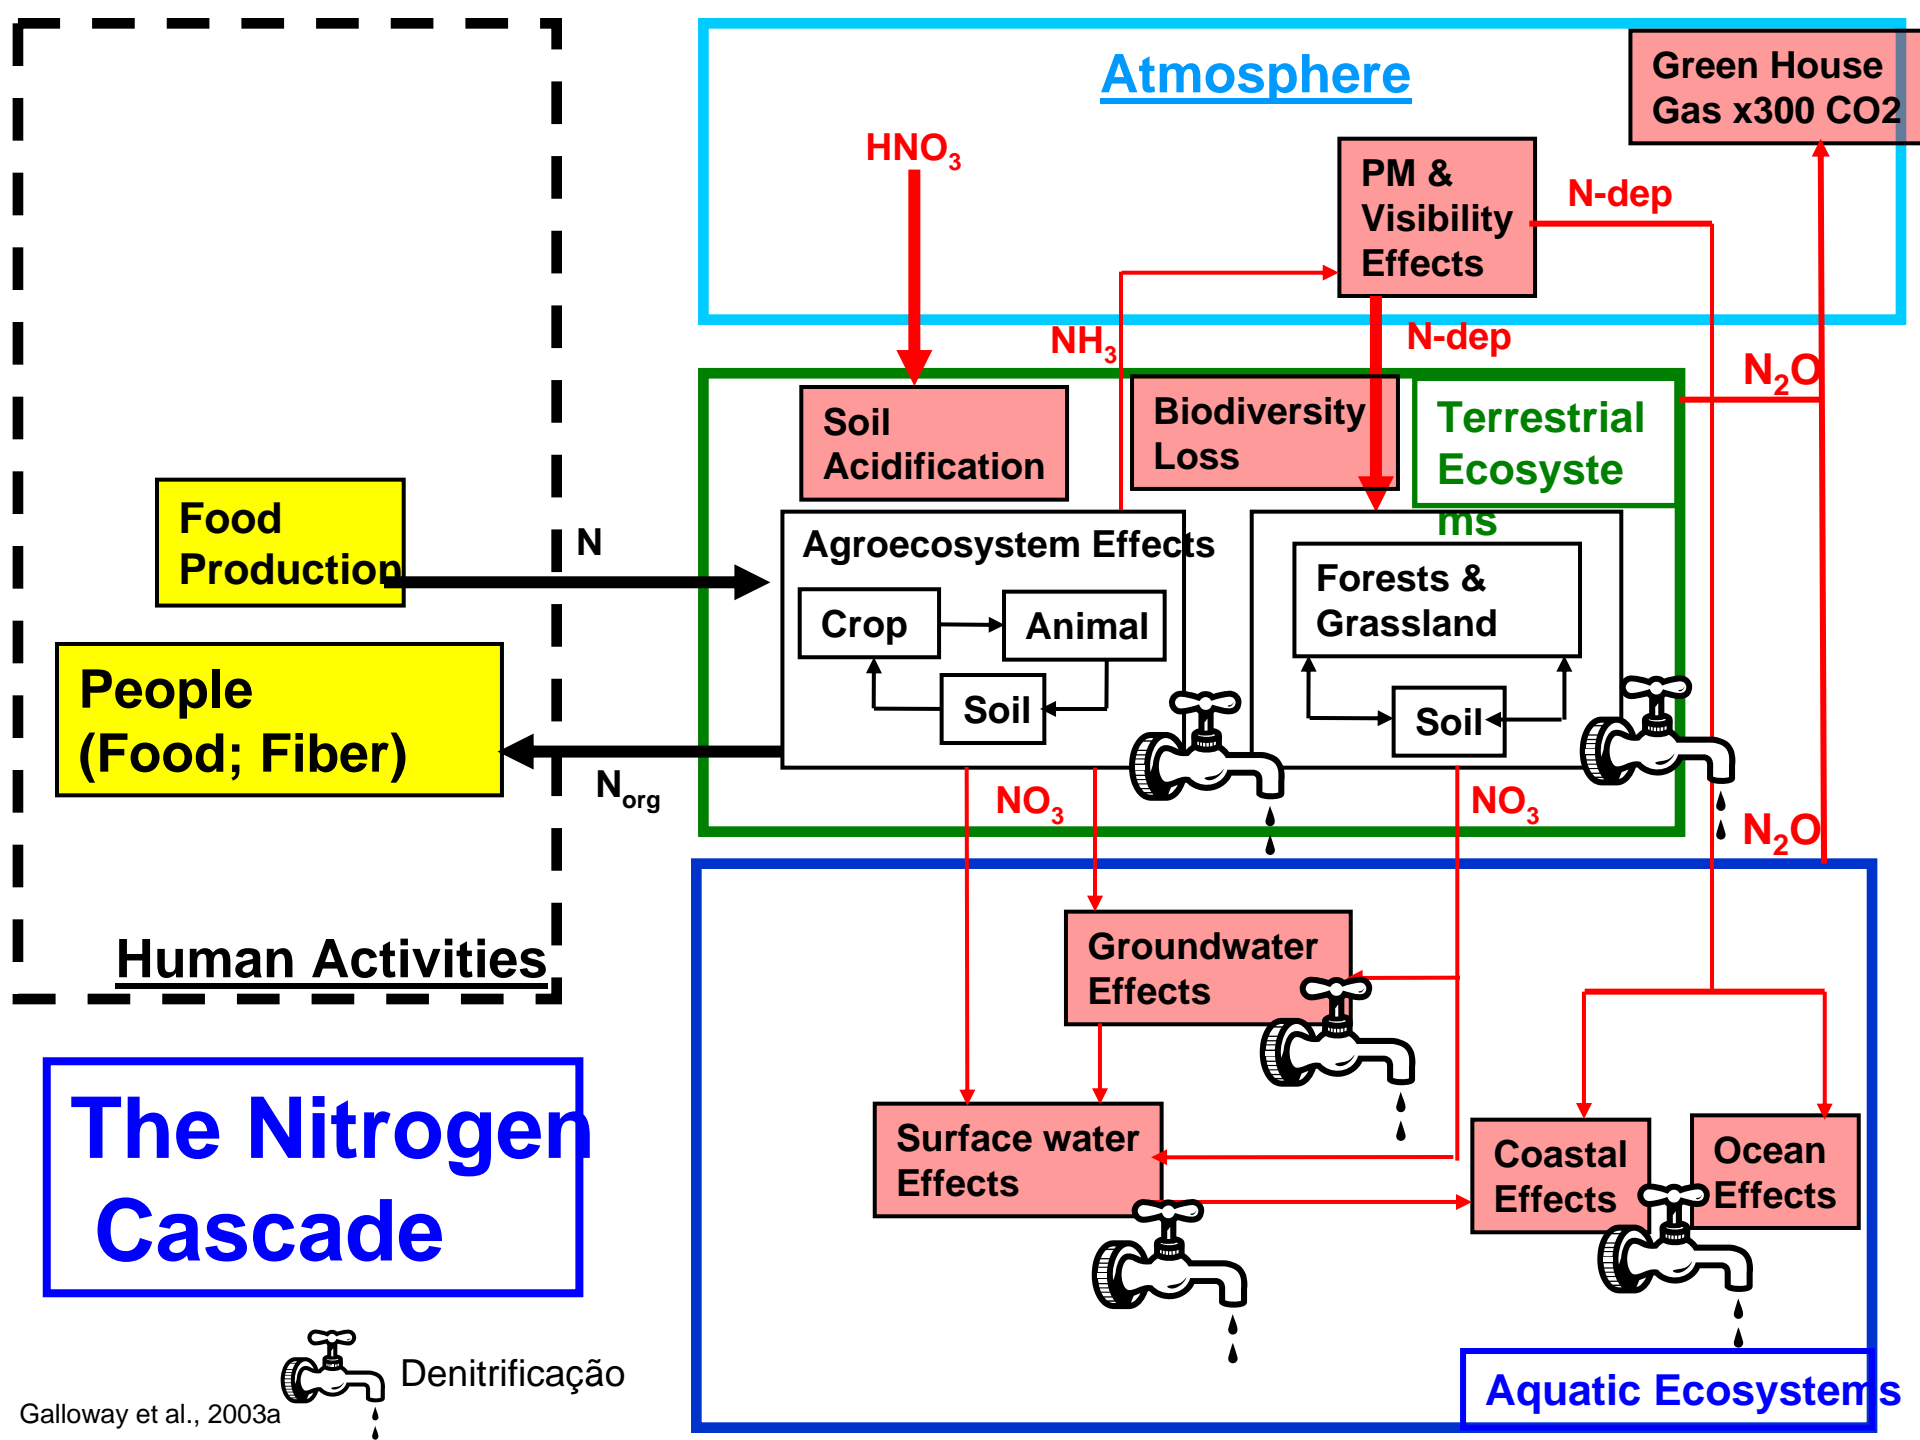 Atmosphere
Green House
Gas x300 CO2
HNO3
PM &
Visibility
Effects
N-dep
NH3
N-dep
N2O
Soil
Acidification
Biodiversity
Loss
Terrestrial
Ecosyste
ms
Food
Production
N
Agroecosystem Effects
Crop
Animal
Soil
Forests &
Grassland
Soil
People
(Food; Fiber)
Norg
NO3
NO3
N2O
Human Activities
Groundwater
Effects
Surface water
Effects
Coastal
Effects
Ocean
Effects
The Nitrogen
Cascade
Denitrificação
Galloway et al., 2003a
Aquatic Ecosystems